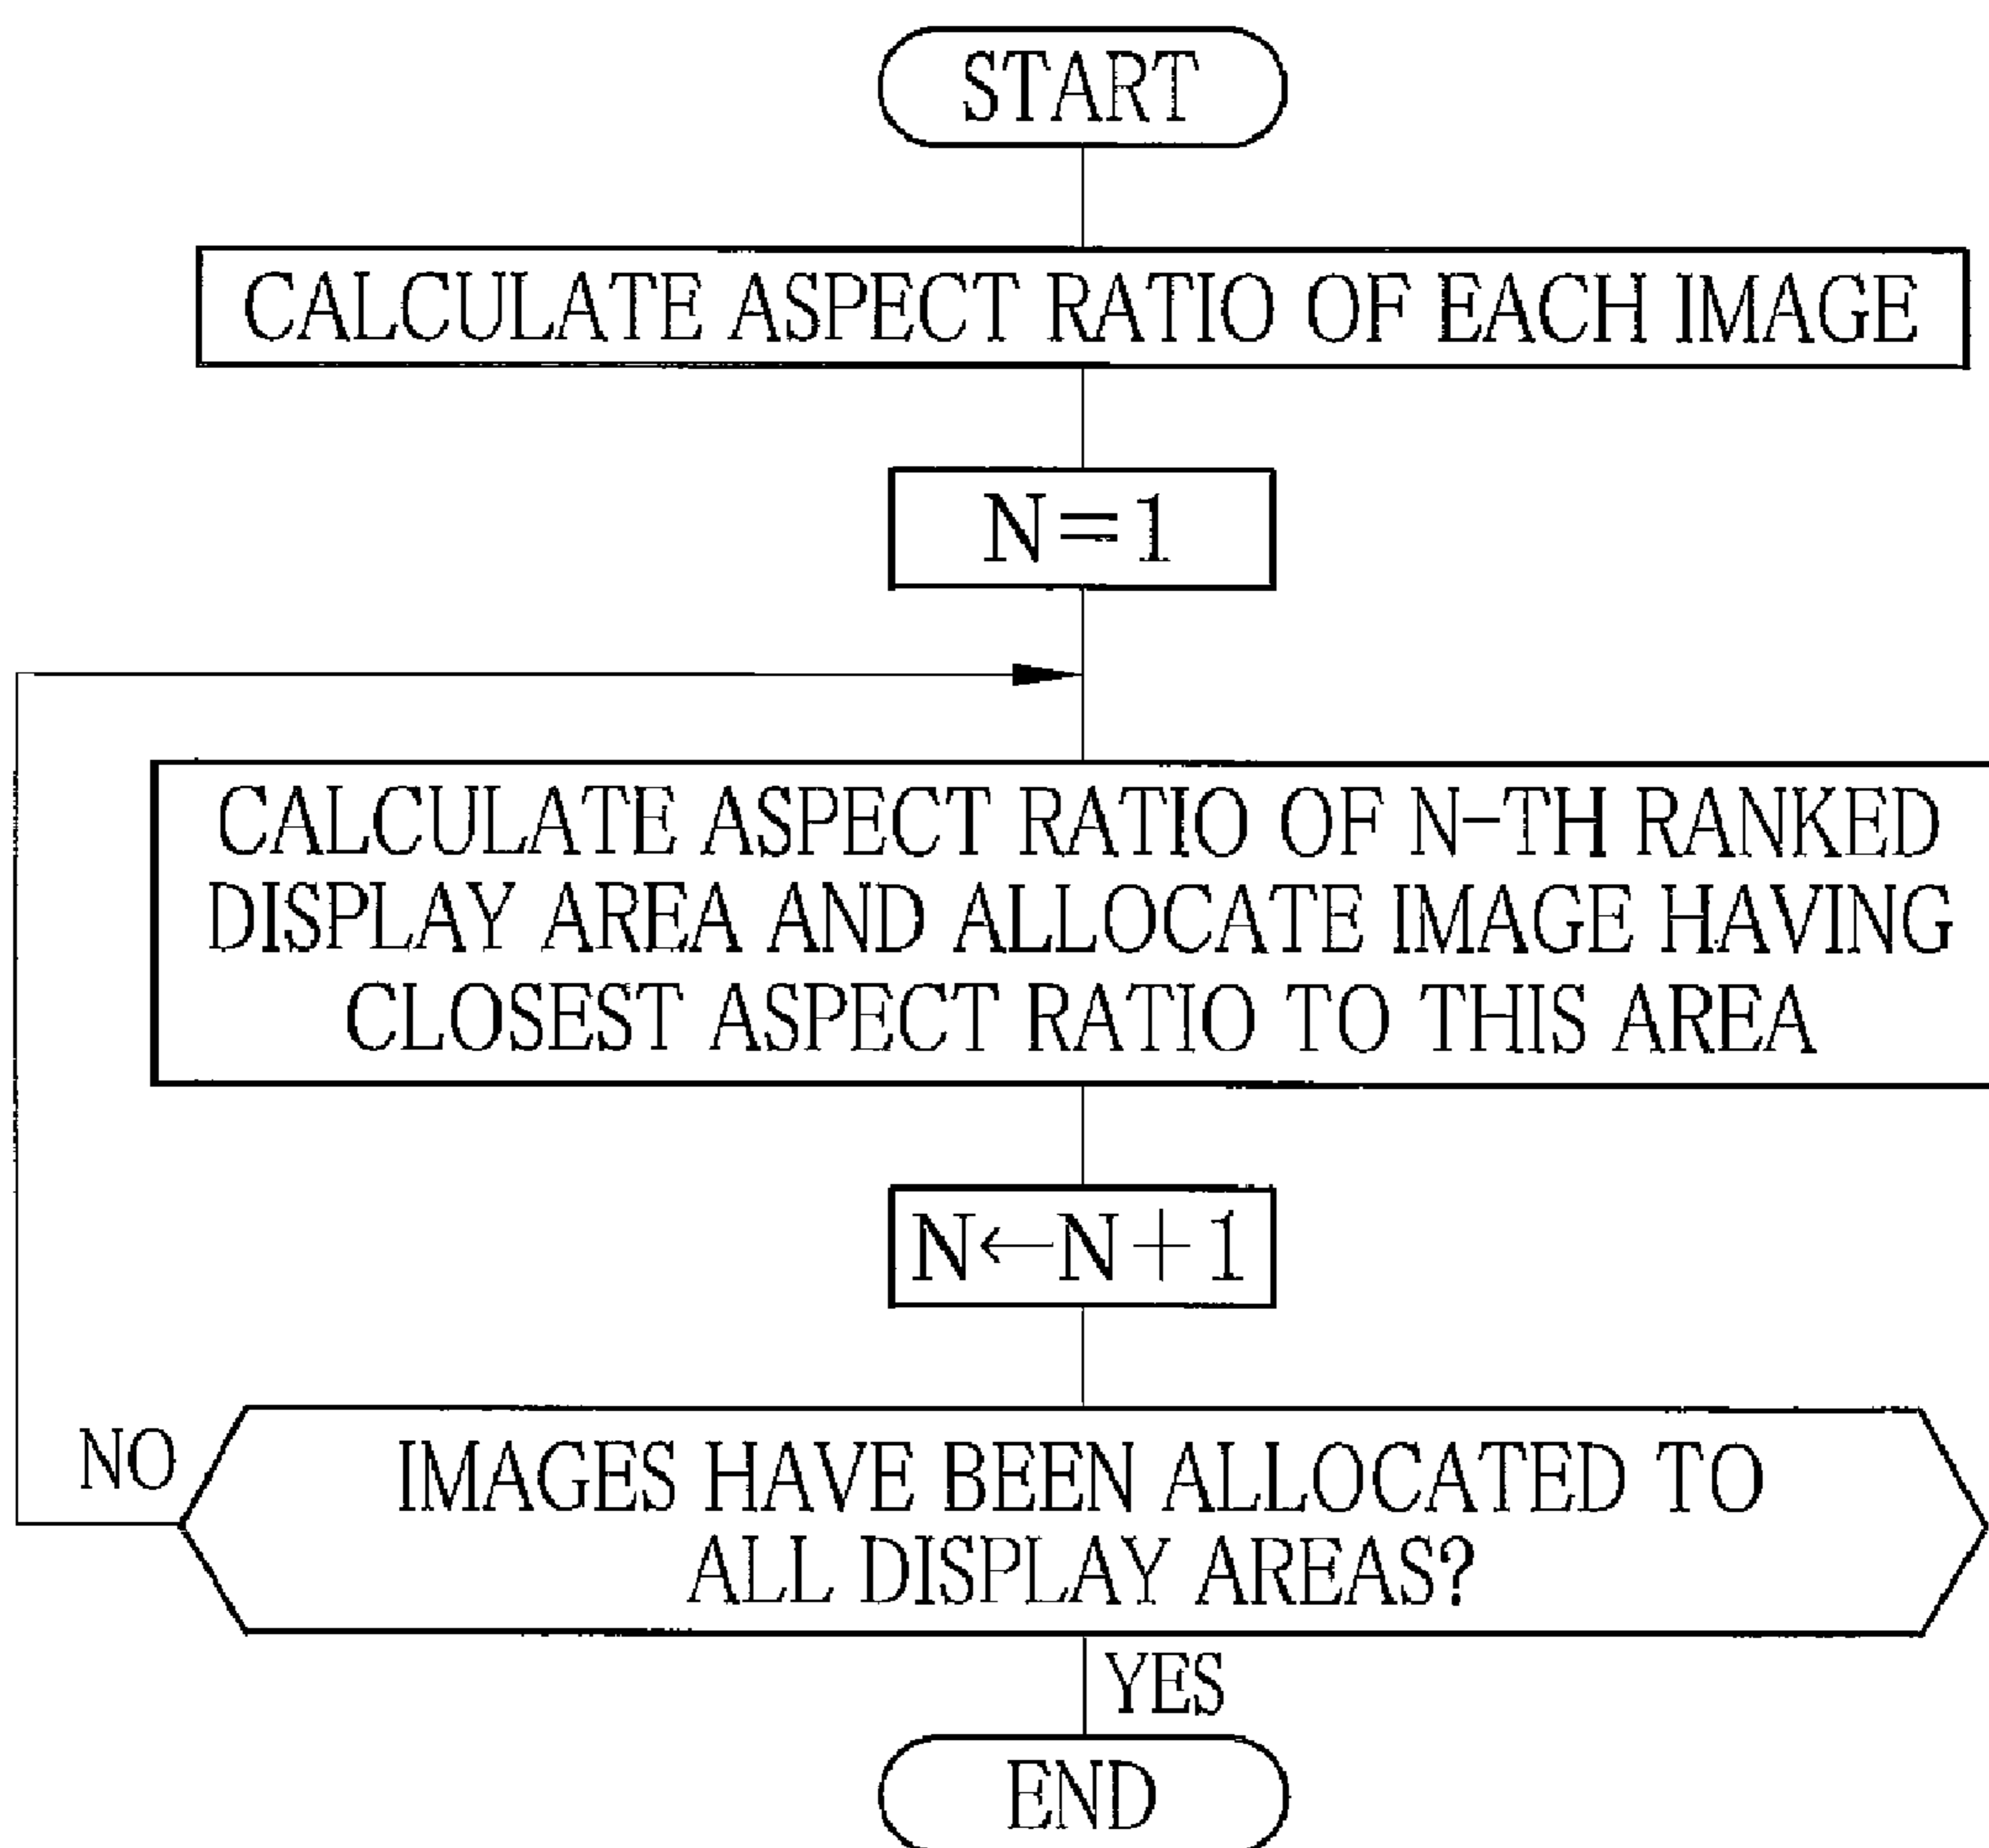 START
CALCULATE ASPECT RATIO OF EACH IMAGE
N=1
CALCULATE ASPECT RATIO OF N-TH RANKED
DISPLAY AREA AND ALLOCATE IMAGE HAVING
CLOSEST ASPECT RATIO TO THIS AREA
N←N+1
NO
IMAGES HAVE BEEN ALLOCATED TO
ALL DISPLAY AREAS?
YES
END